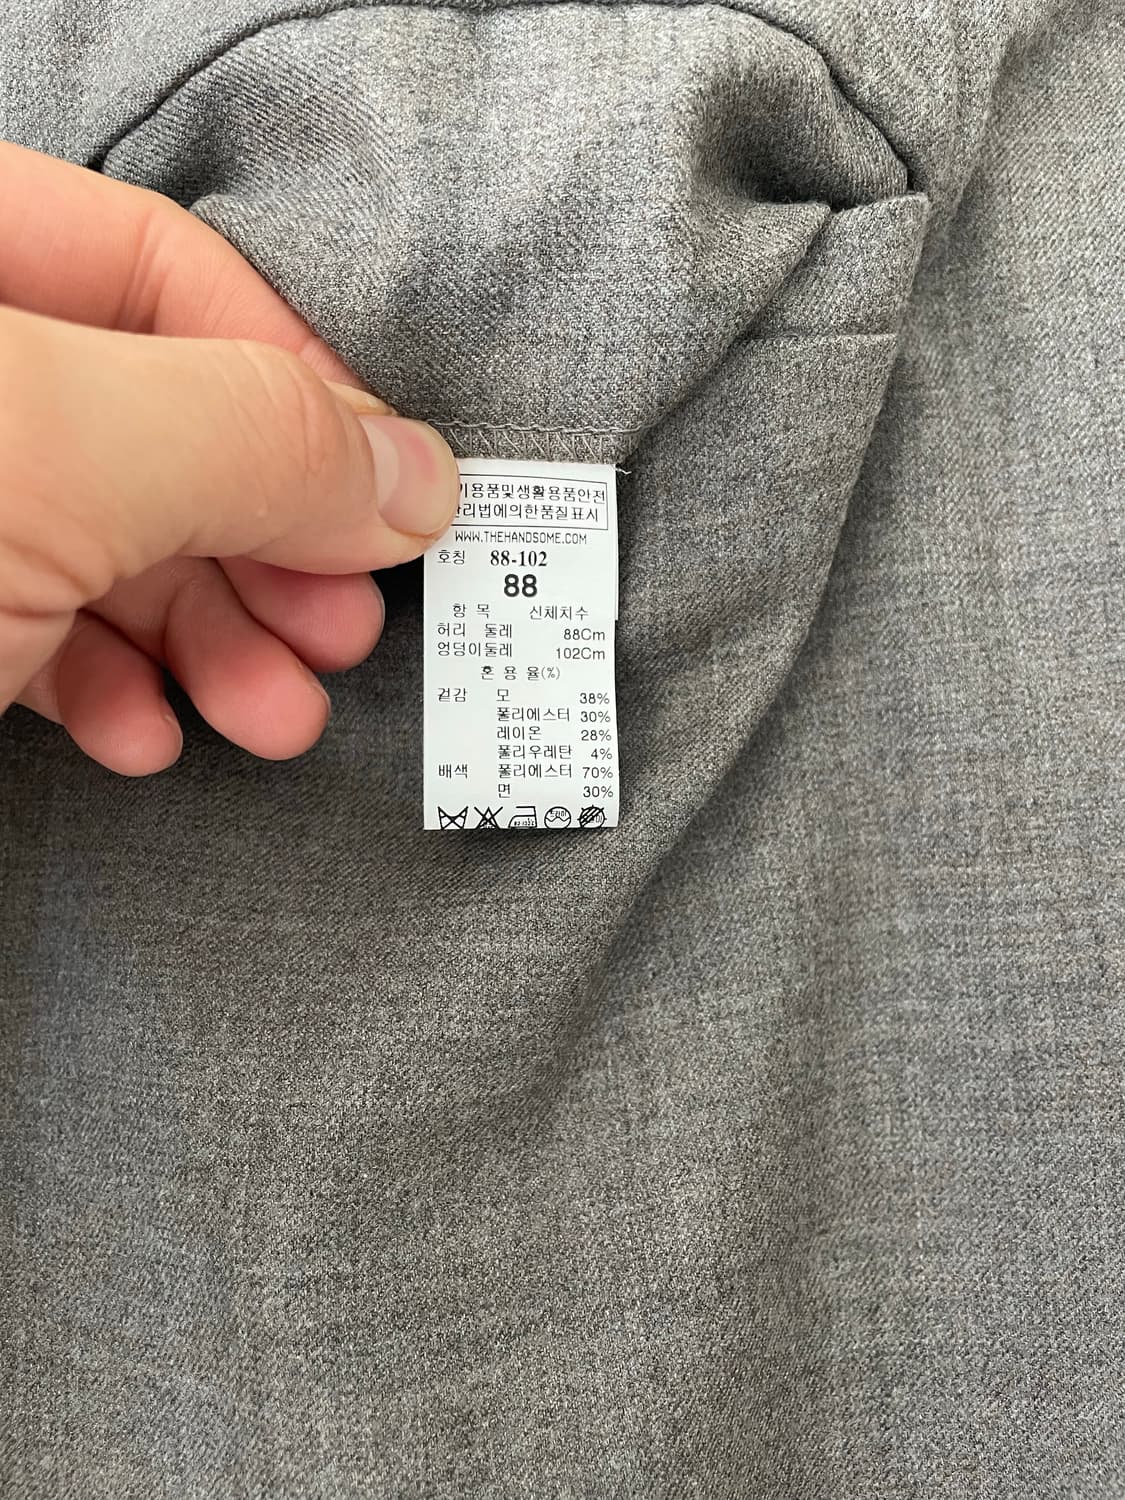 기용품및생활용품안전
관리법에의한품질표시
WWW.THEHANDSOME.COM
호칭 88-102
88
항 목 신체치수
허리 둘레 88Cm
엉덩이둘레 102Cm
혼 용 율(%)
겉감 모 38%
폴리에스터 30%
레이온 28%
폴리우레탄 4%
배색 폴리에스터 70%
면 30%